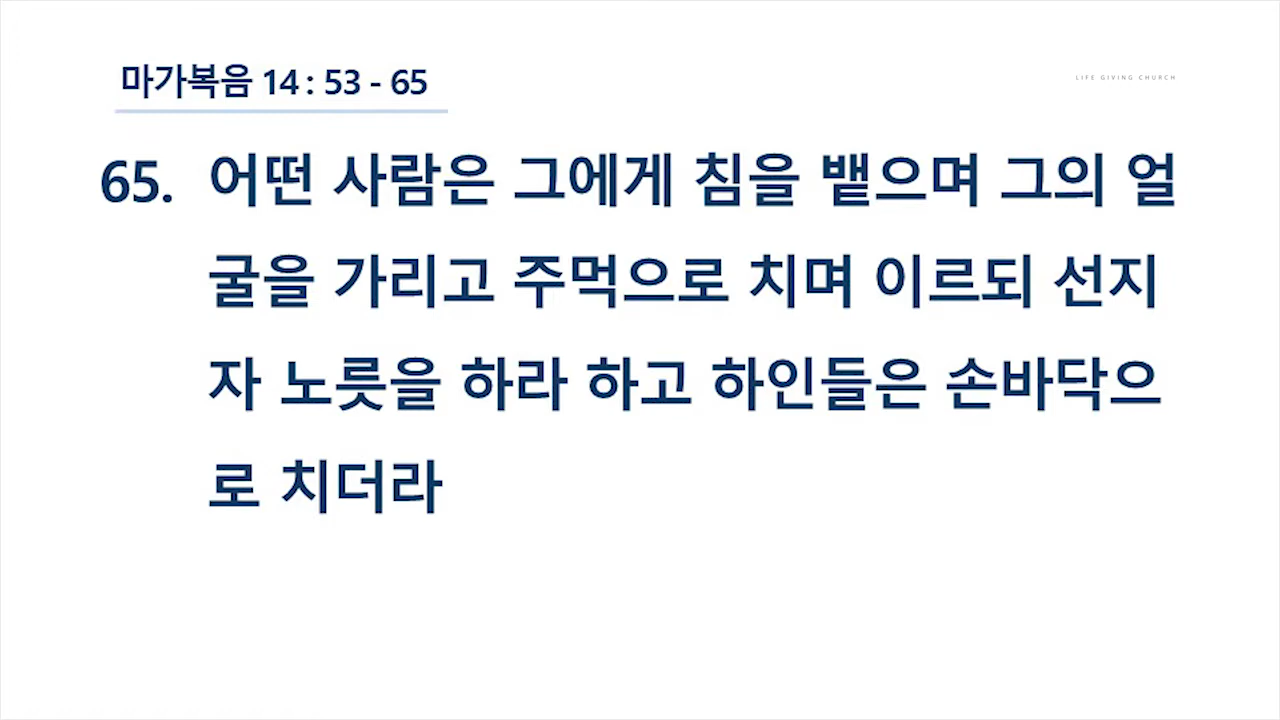 마가복음 14 : 53 - 65
LIFE GIVING CHURCH
65. 어떤 사람은 그에게 침을 뱉으며 그의 얼
굴을 가리고 주먹으로 치며 이르되 선지
자 노릇을 하라 하고 하인들은 손바닥으
로 치더라